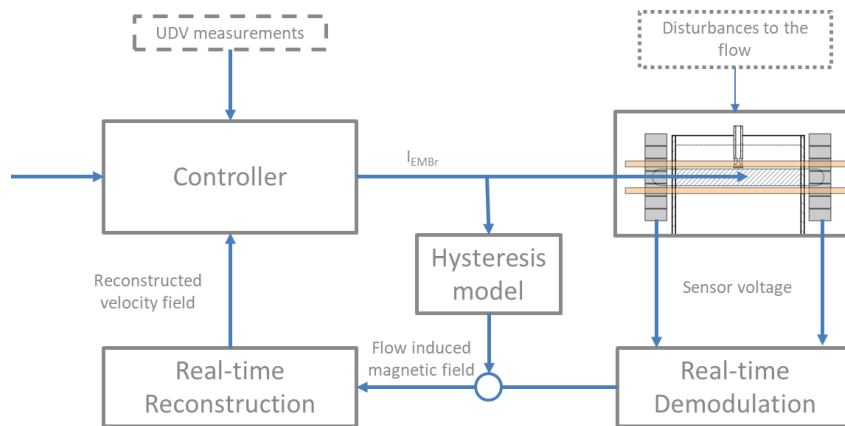 UDV measurements
Disturbances to the
flow
Controller
I_EMBr
Reconstructed
velocity field
Hysteresis
model
Sensor voltage
Flow induced
magnetic field
Real-time
Reconstruction
Real-time
Demodulation